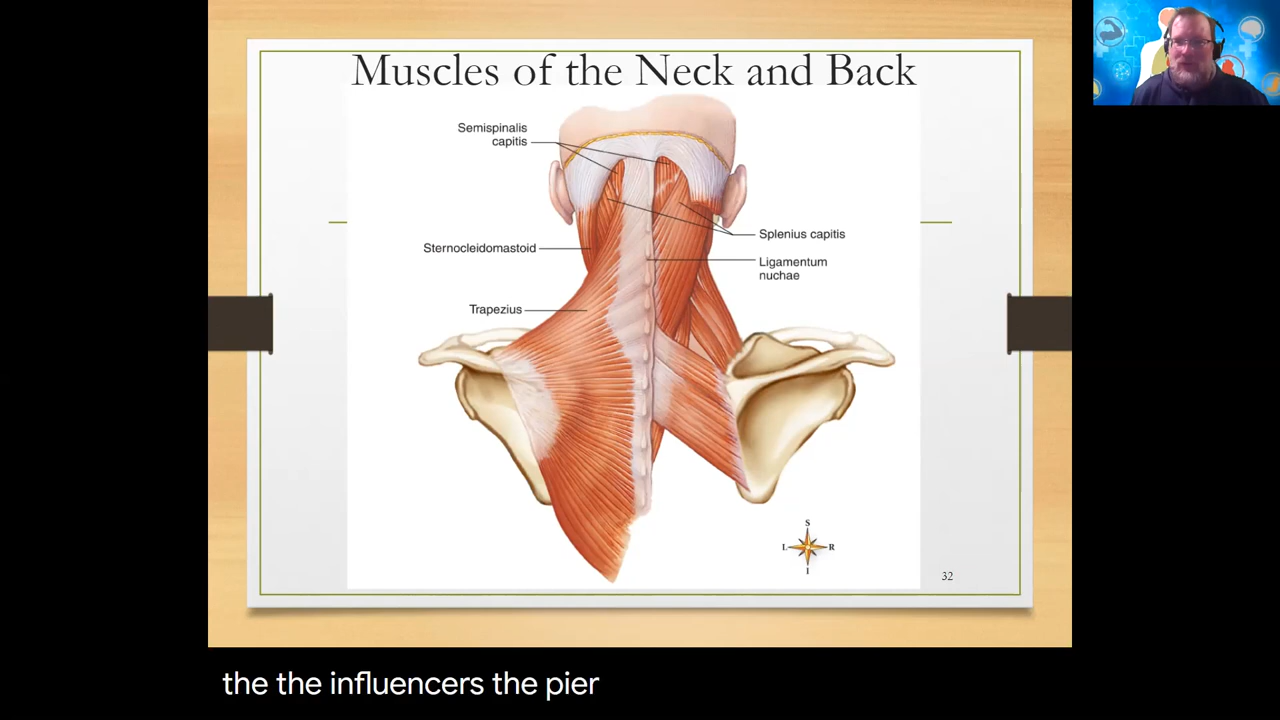 Muscles of the Neck and Back
Semispinalis
capitis
Splenius capitis
Sternocleidomastoid
Ligamentum
nuchae
Trapezius
S
L R
I
32
the the influencers the pier